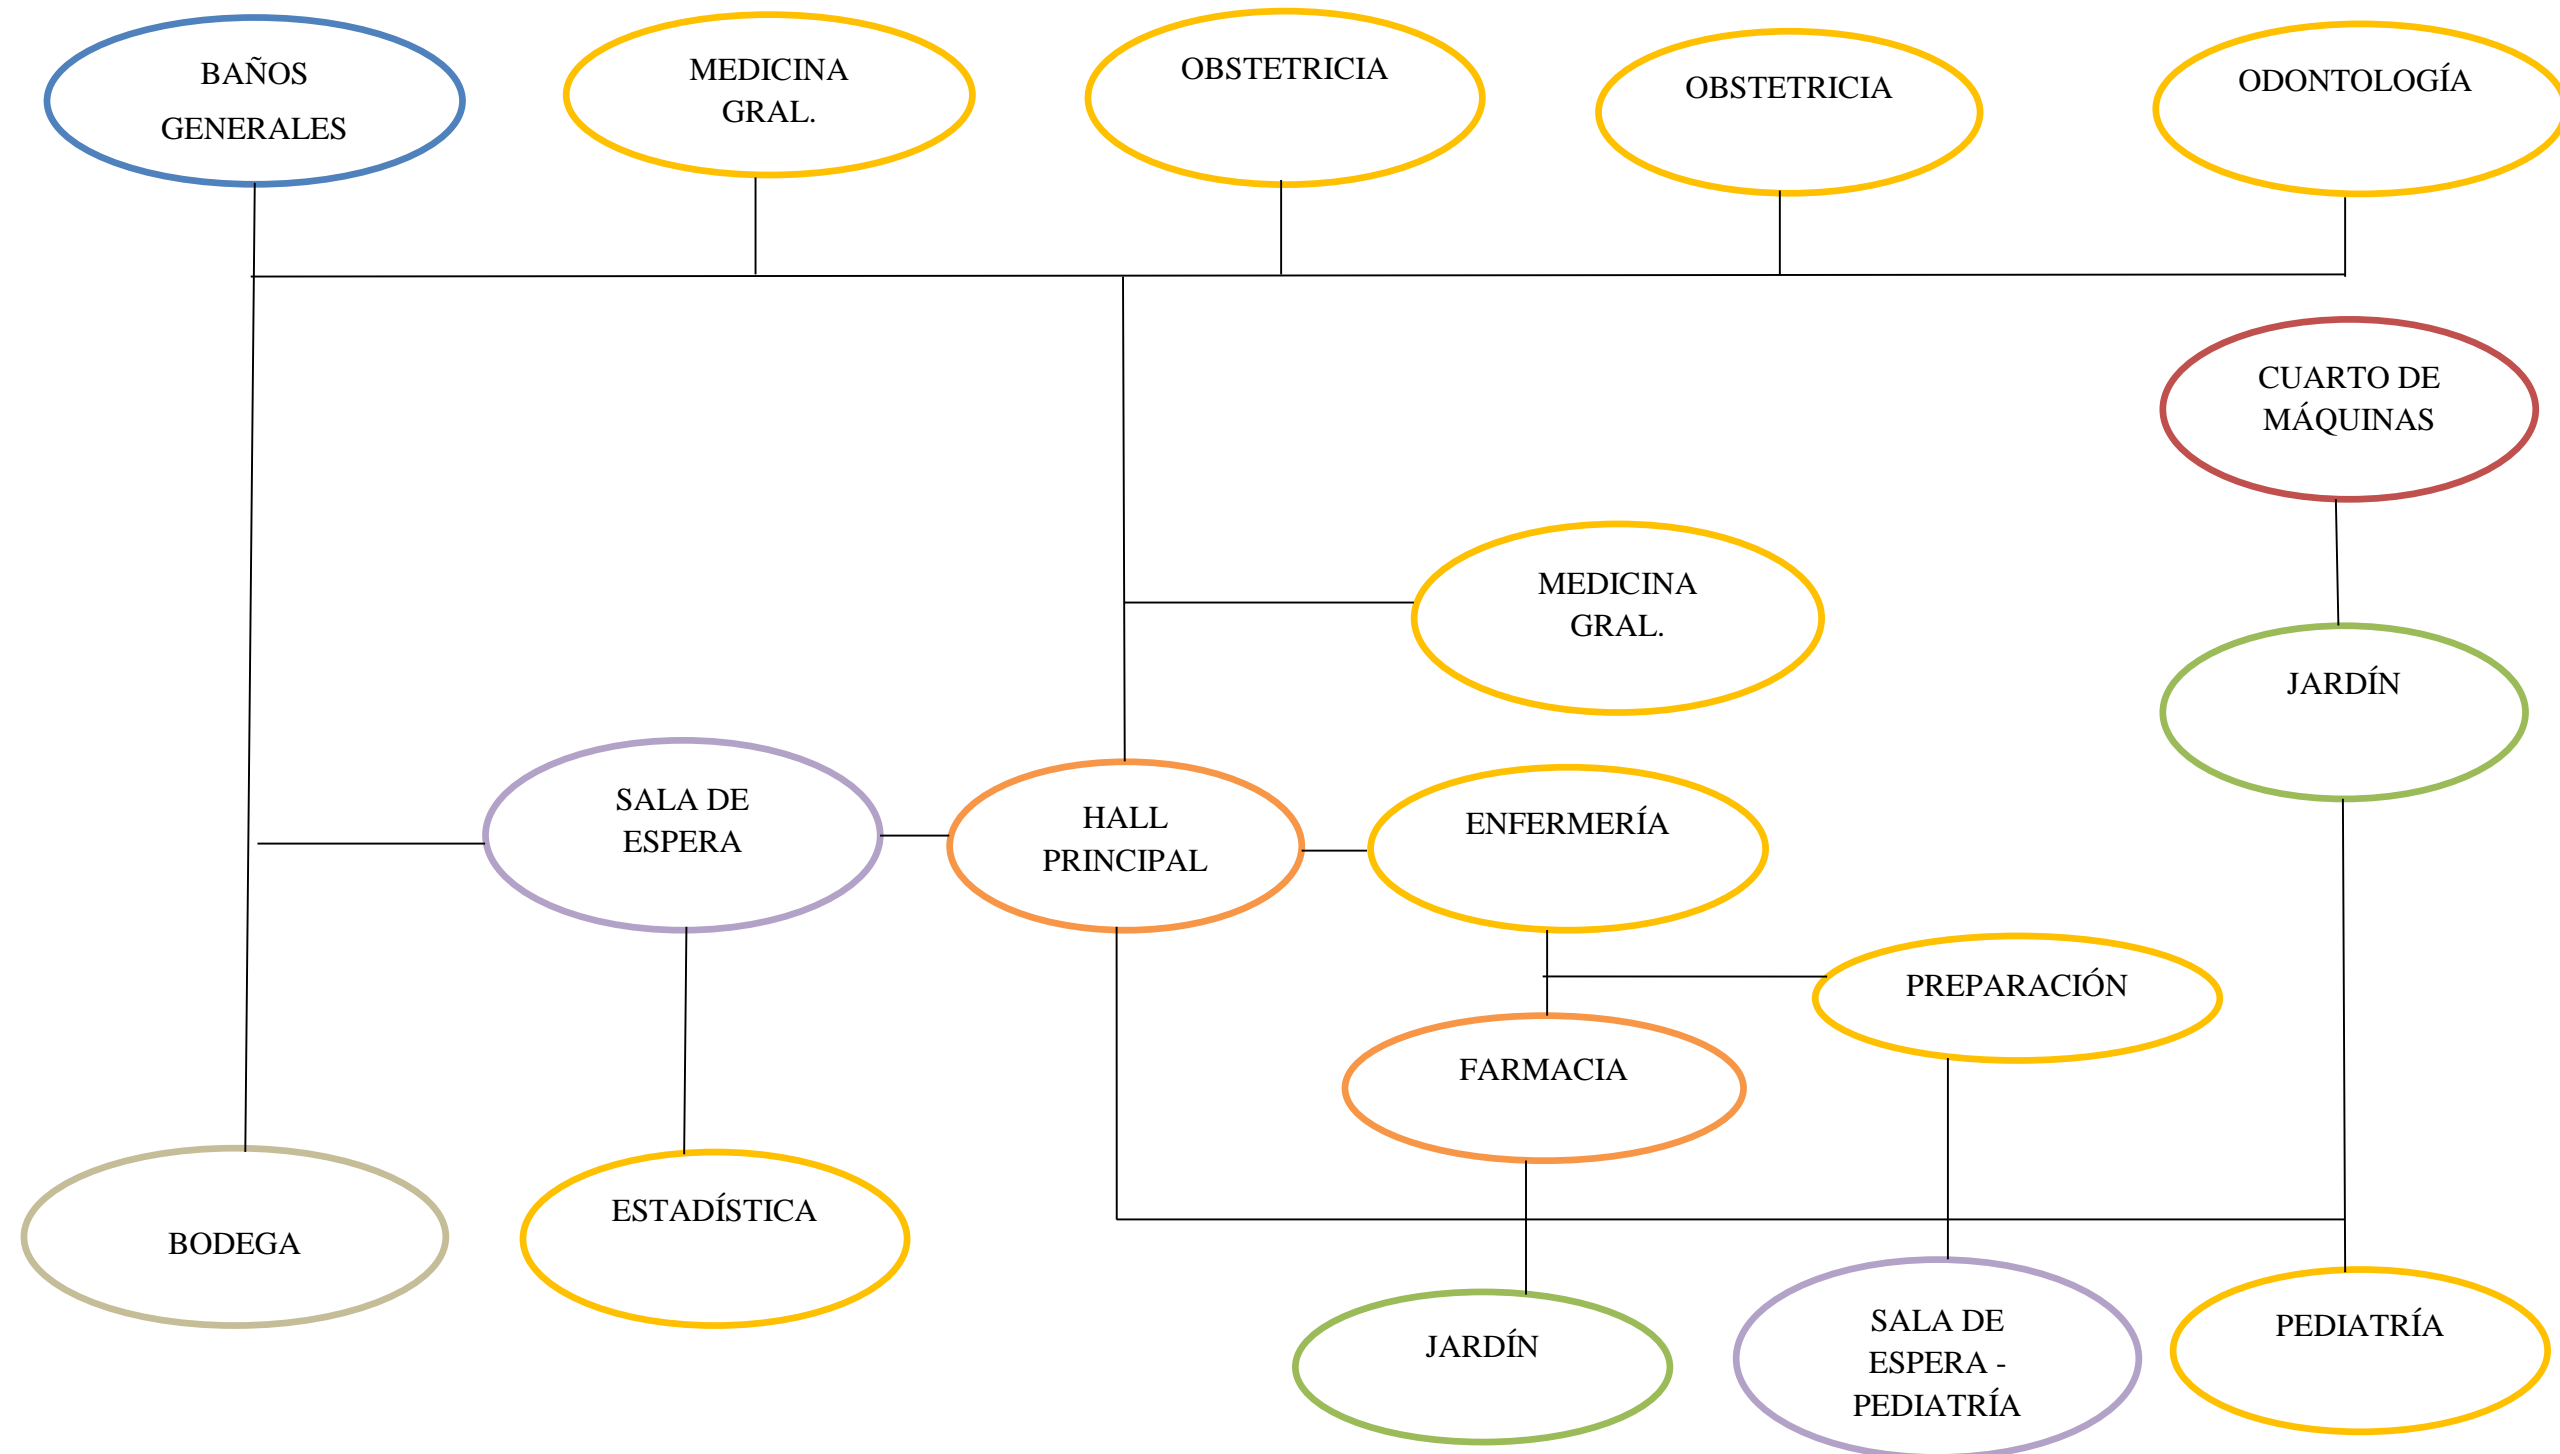 BAÑOS
GENERALES
MEDICINA
GRAL.
OBSTETRICIA
OBSTETRICIA
ODONTOLOGÍA
CUARTO DE
MÁQUINAS
MEDICINA
GRAL.
JARDÍN
SALA DE
ESPERA
HALL
PRINCIPAL
ENFERMERÍA
PREPARACIÓN
FARMACIA
BODEGA
ESTADÍSTICA
JARDÍN
SALA DE
ESPERA -
PEDIATRÍA
PEDIATRÍA